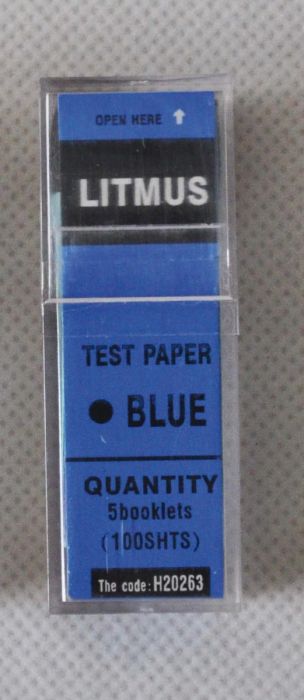 OPEN HERE ↑
LITMUS
TEST PAPER
● BLUE
QUANTITY
5booklets
(100SHTS)
The code: H20263